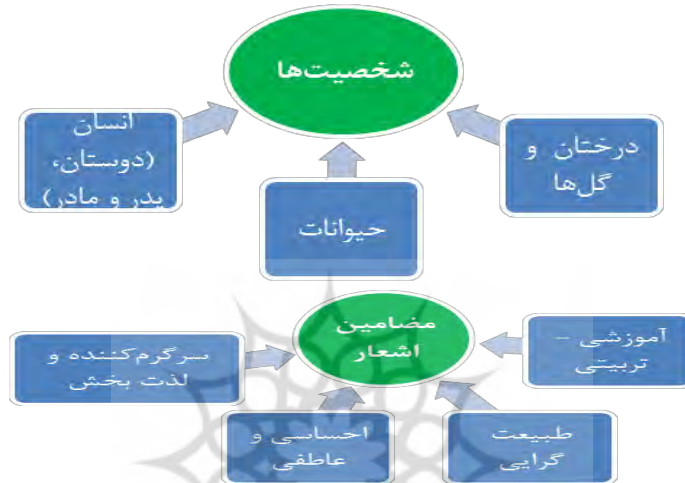 شخصیت‌ها
درختان و
گل‌ها
حیوانات
انسان
(دوستان،
پدر و مادر)
مضامین
اشعار
آموزشی –
تربیتی
طبیعت
گرایی
احساسی و
عاطفی
سرگرم‌کننده و
لذت بخش